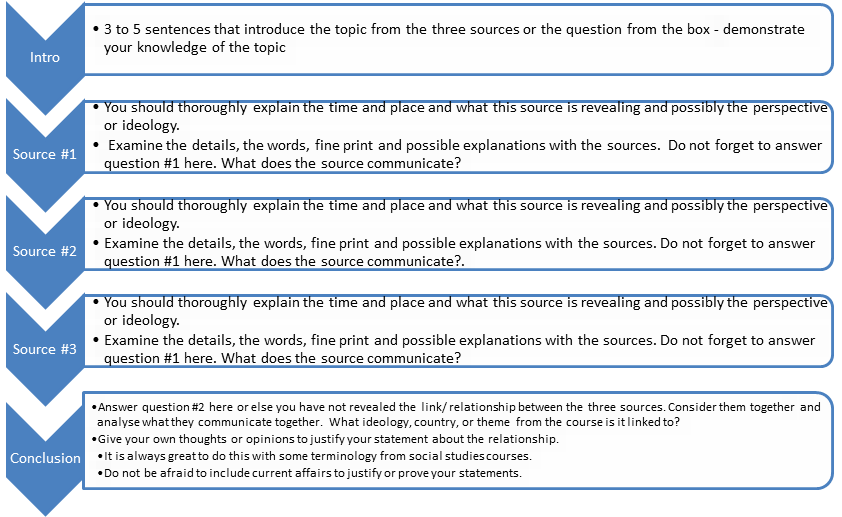 Intro
• 3 to 5 sentences that introduce the topic from the three sources or the question from the box - demonstrate
your knowledge of the topic
Source #1
• You should thoroughly explain the time and place and what this source is revealing and possibly the perspective
or ideology.
• Examine the details, the words, fine print and possible explanations with the sources. Do not forget to answer
question #1 here. What does the source communicate?
Source #2
• You should thoroughly explain the time and place and what this source is revealing and possibly the perspective
or ideology.
• Examine the details, the words, fine print and possible explanations with the sources. Do not forget to answer
question #1 here. What does the source communicate?.
Source #3
• You should thoroughly explain the time and place and what this source is revealing and possibly the perspective
or ideology.
• Examine the details, the words, fine print and possible explanations with the sources. Do not forget to answer
question #1 here. What does the source communicate?
Conclusion
•Answer question #2 here or else you have not revealed the link/ relationship between the three sources. Consider them together and
analyse what they communicate together. What ideology, country, or theme from the course is it linked to?
•Give your own thoughts or opinions to justify your statement about the relationship.
•It is always great to do this with some terminology from social studies courses.
•Do not be afraid to include current affairs to justify or prove your statements.